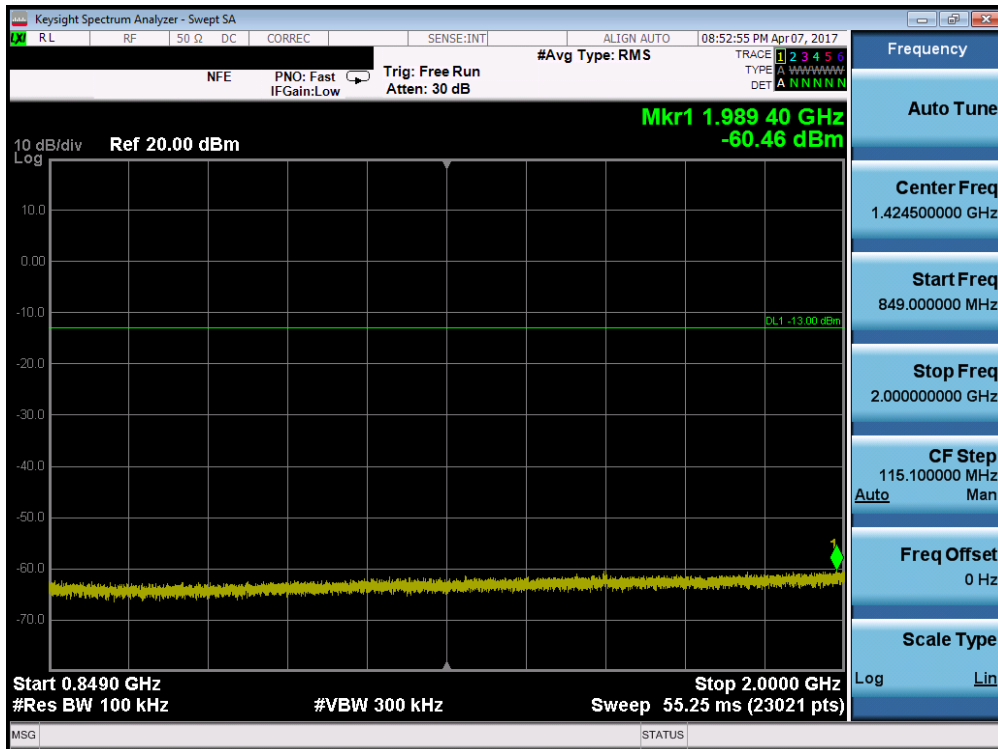 Keysight Spectrum Analyzer - Swept SA
LXI RL RF 50 Ω DC CORREC SENSE:INT ALIGN AUTO 08:52:55 PM Apr 07, 2017
NFE PNO: Fast Trig: Free Run #Avg Type: RMS TRACE 1 2 3 4 5 6
IFGain:Low Atten: 30 dB TYPE A WWWWW
DET A N N N N N
Mkr1 1.989 40 GHz
-60.46 dBm
10 dB/div Ref 20.00 dBm
Log
10.0
0.00
-10.0
DL1 -13.00 dBm
-20.0
-30.0
-40.0
-50.0
1
-60.0
-70.0
Start 0.8490 GHz Stop 2.0000 GHz
#Res BW 100 kHz #VBW 300 kHz Sweep 55.25 ms (23021 pts)
MSG STATUS
Frequency
Auto Tune
Center Freq
1.424500000 GHz
Start Freq
849.000000 MHz
Stop Freq
2.000000000 GHz
CF Step
115.100000 MHz
Auto Man
Freq Offset
0 Hz
Scale Type
Log Lin